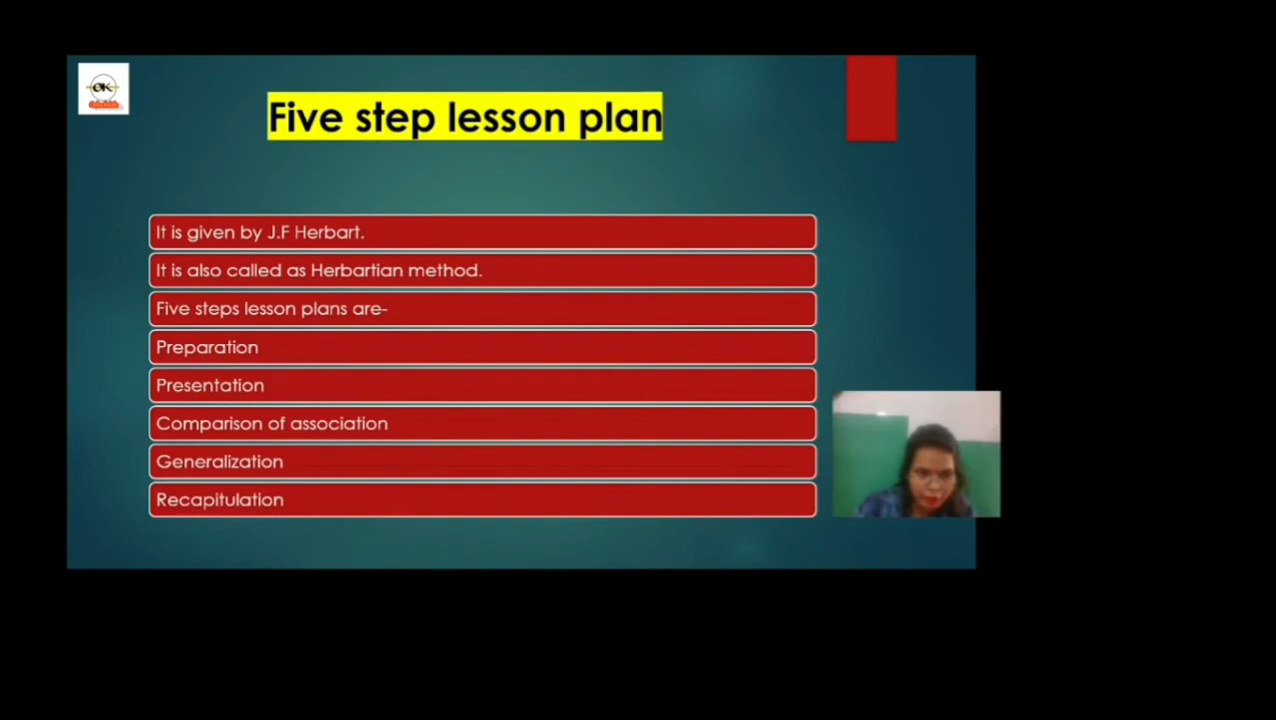 OK
Five step lesson plan
It is given by J.F Herbart.
It is also called as Herbartian method.
Five steps lesson plans are-
Preparation
Presentation
Comparison of association
Generalization
Recapitulation